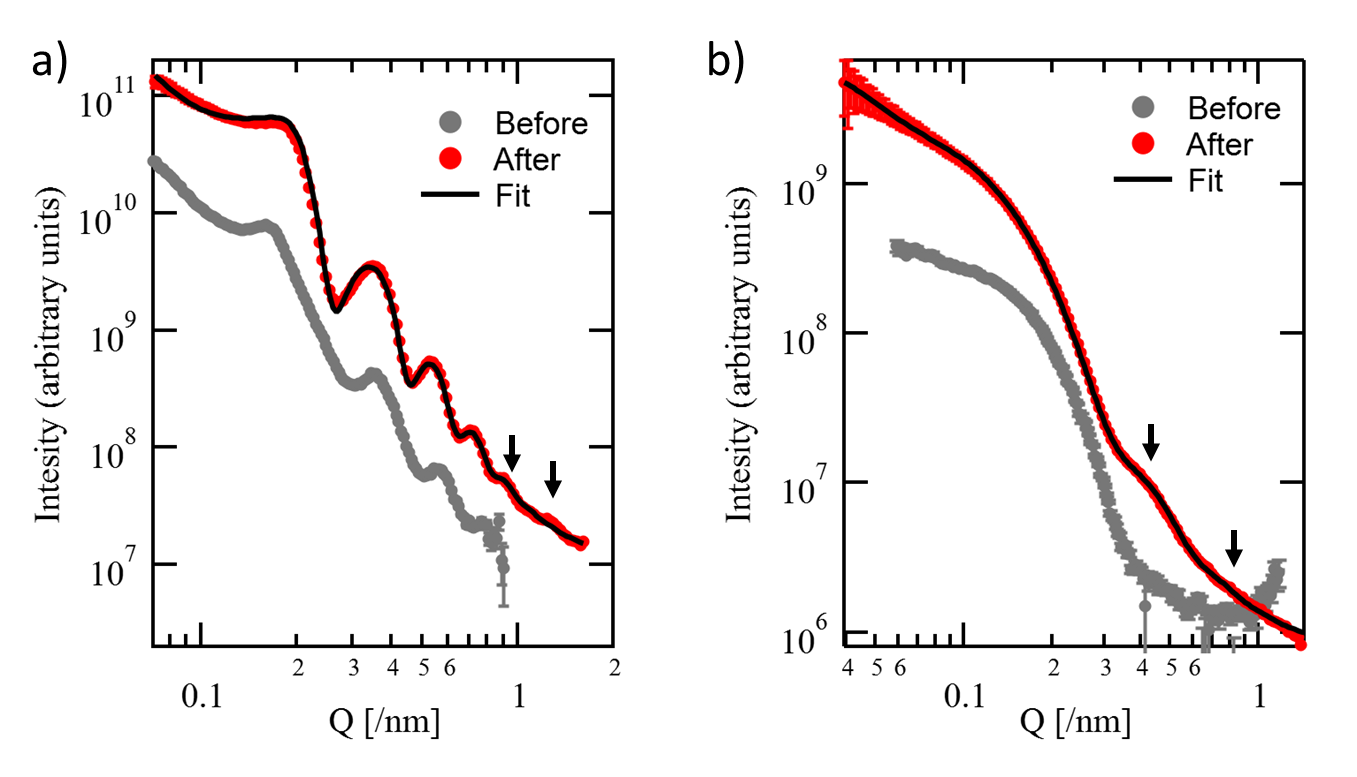 a)
Intesity (arbitrary units)
10^11
10^10
10^9
10^8
10^7
Before
After
Fit
2 3 4 5 6 2
0.1 1
Q [/nm]
b)
Intesity (arbitrary units)
10^9
10^8
10^7
10^6
Before
After
Fit
4 5 6 2 3 4 5 6
0.1 1
Q [/nm]